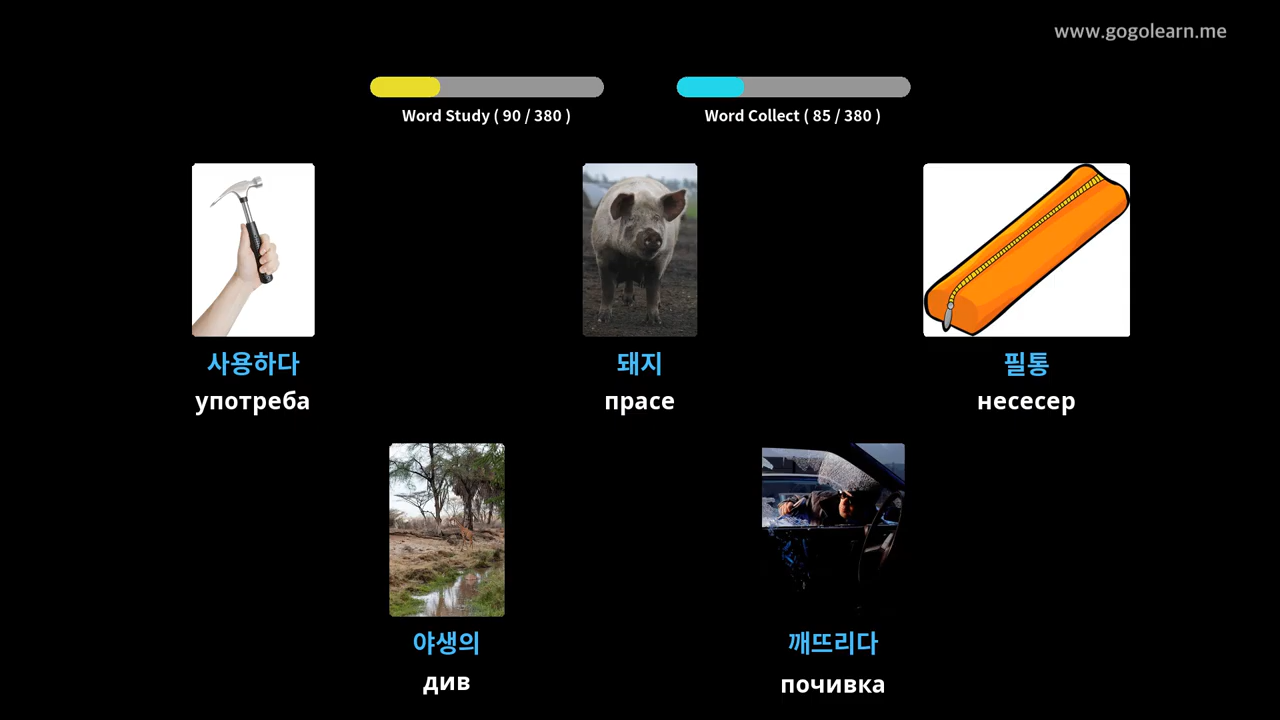 www.gogolearn.me
Word Study ( 90 / 380 )
Word Collect ( 85 / 380 )
사용하다
употреба
돼지
прасе
필통
несесер
야생의
див
깨뜨리다
почивка